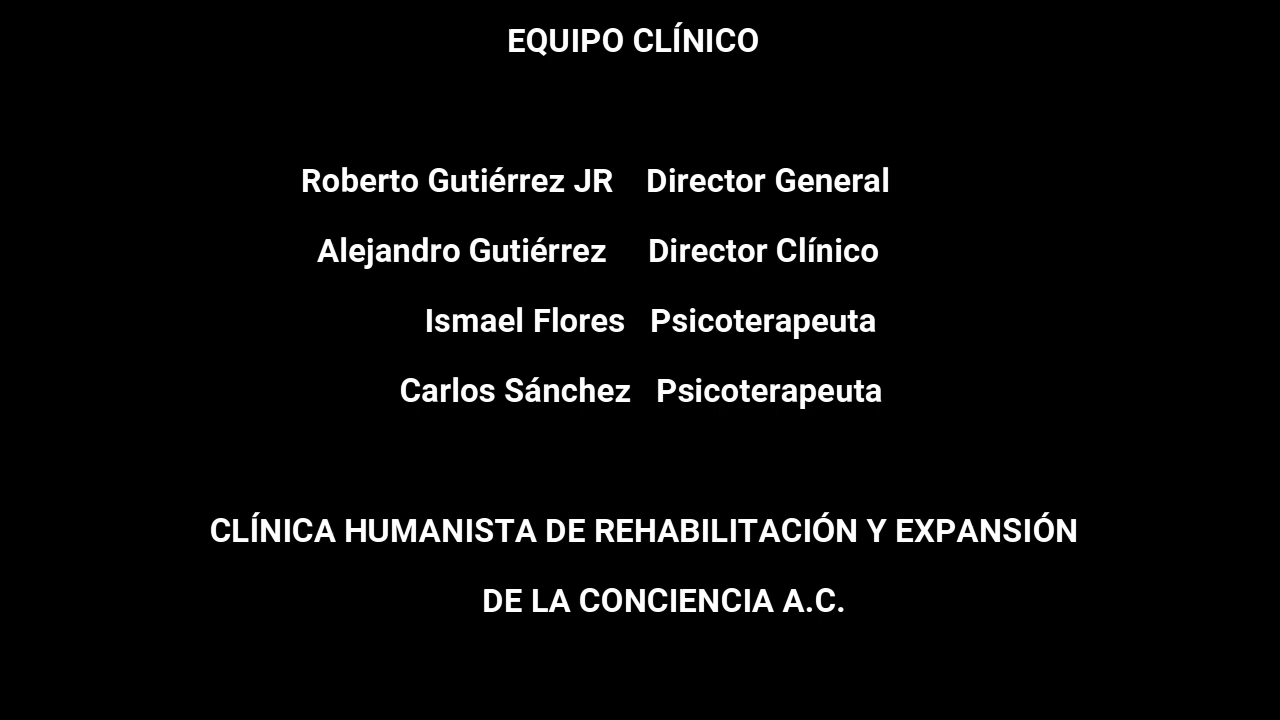 EQUIPO CLÍNICO
Roberto Gutiérrez JR Director General
Alejandro Gutiérrez Director Clínico
Ismael Flores Psicoterapeuta
Carlos Sánchez Psicoterapeuta
CLÍNICA HUMANISTA DE REHABILITACIÓN Y EXPANSIÓN
DE LA CONCIENCIA A.C.